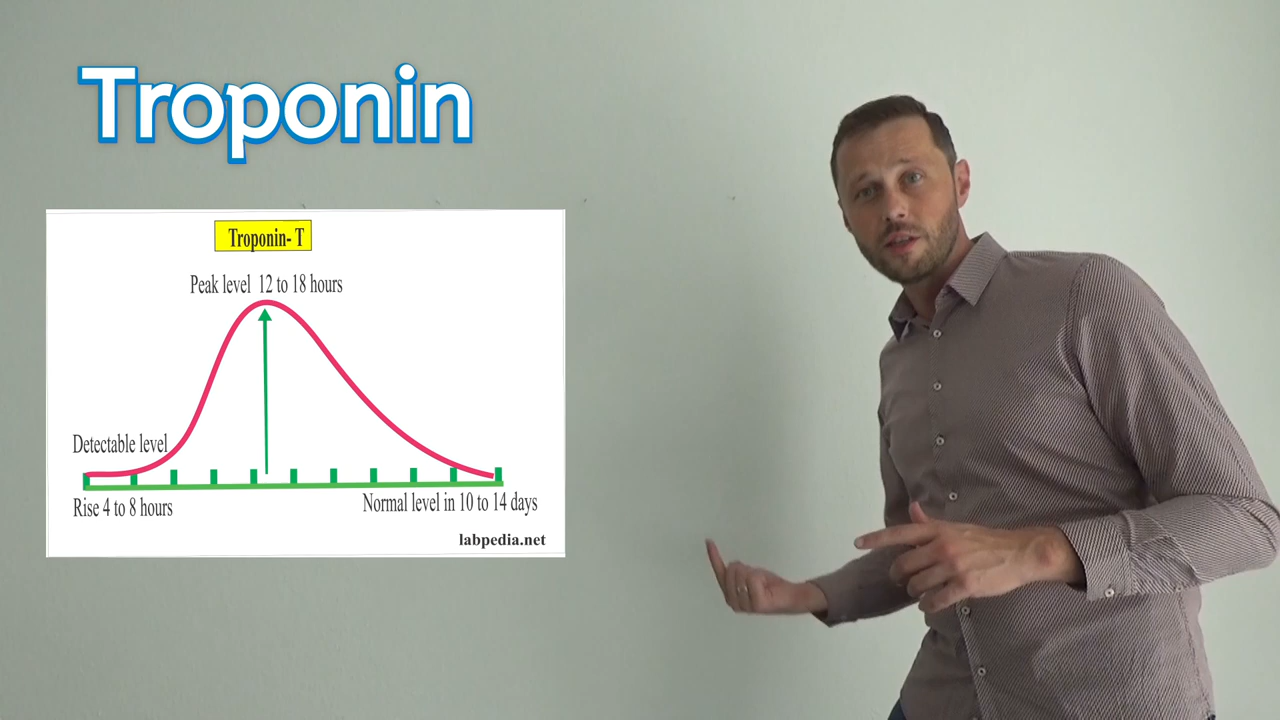 Troponin
Troponin- T
Peak level 12 to 18 hours
Detectable level
Rise 4 to 8 hours
Normal level in 10 to 14 days
labpedia.net